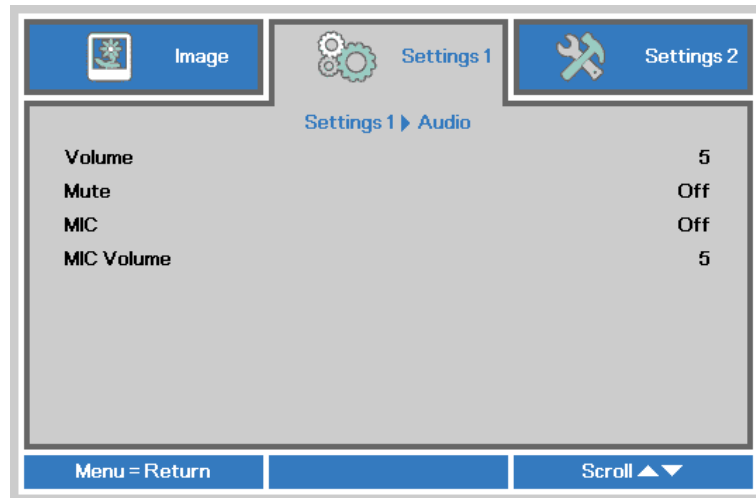 Image Settings 1 Settings 2
Settings 1 ▶ Audio
Volume 5
Mute Off
MIC Off
MIC Volume 5
Menu = Return Scroll ▲▼